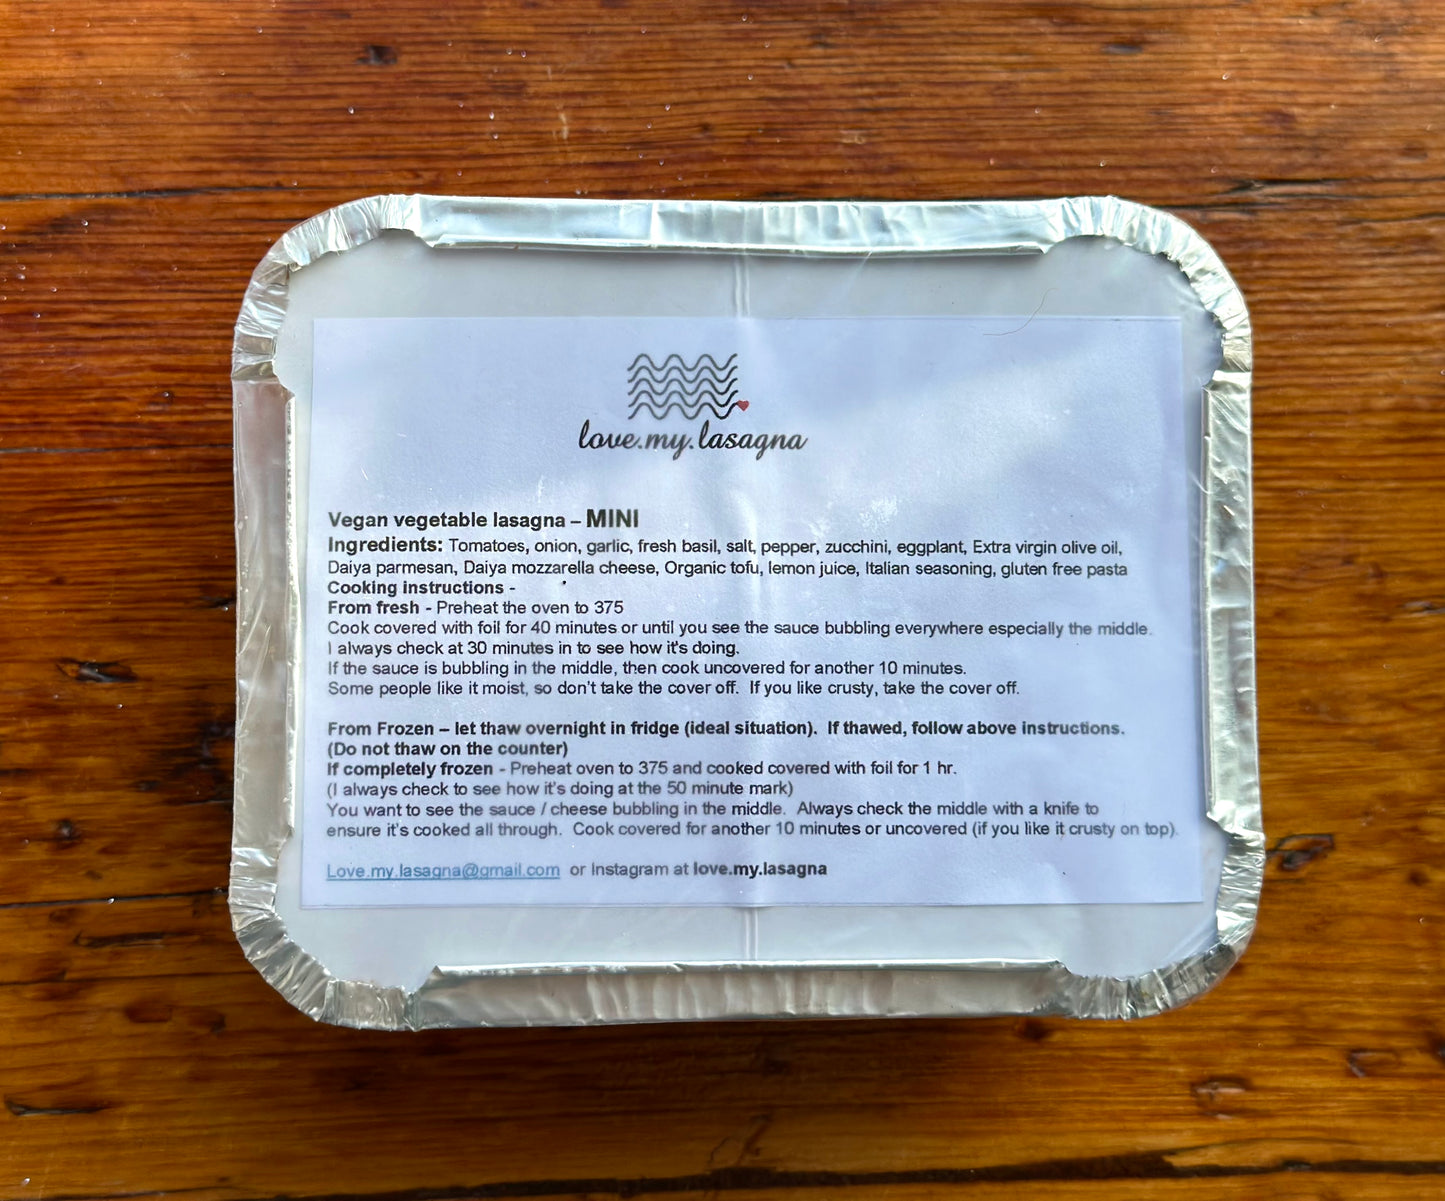 love.my.lasagna
Vegan vegetable lasagna – MINI
Ingredients: Tomatoes, onion, garlic, fresh basil, salt, pepper, zucchini, eggplant, Extra virgin olive oil,
Daiya parmesan, Daiya mozzarella cheese, Organic tofu, lemon juice, Italian seasoning, gluten free pasta
Cooking instructions -
From fresh - Preheat the oven to 375
Cook covered with foil for 40 minutes or until you see the sauce bubbling everywhere especially the middle.
I always check at 30 minutes in to see how it's doing.
If the sauce is bubbling in the middle, then cook uncovered for another 10 minutes.
Some people like it moist, so don't take the cover off.  If you like crusty, take the cover off.
From Frozen – let thaw overnight in fridge (ideal situation).  If thawed, follow above instructions.
(Do not thaw on the counter)
If completely frozen - Preheat oven to 375 and cooked covered with foil for 1 hr.
(I always check to see how it's doing at the 50 minute mark)
You want to see the sauce / cheese bubbling in the middle.  Always check the middle with a knife to
ensure it's cooked all through.  Cook covered for another 10 minutes or uncovered (if you like it crusty on top).
Love.my.lasagna@gmail.com  or Instagram at love.my.lasagna